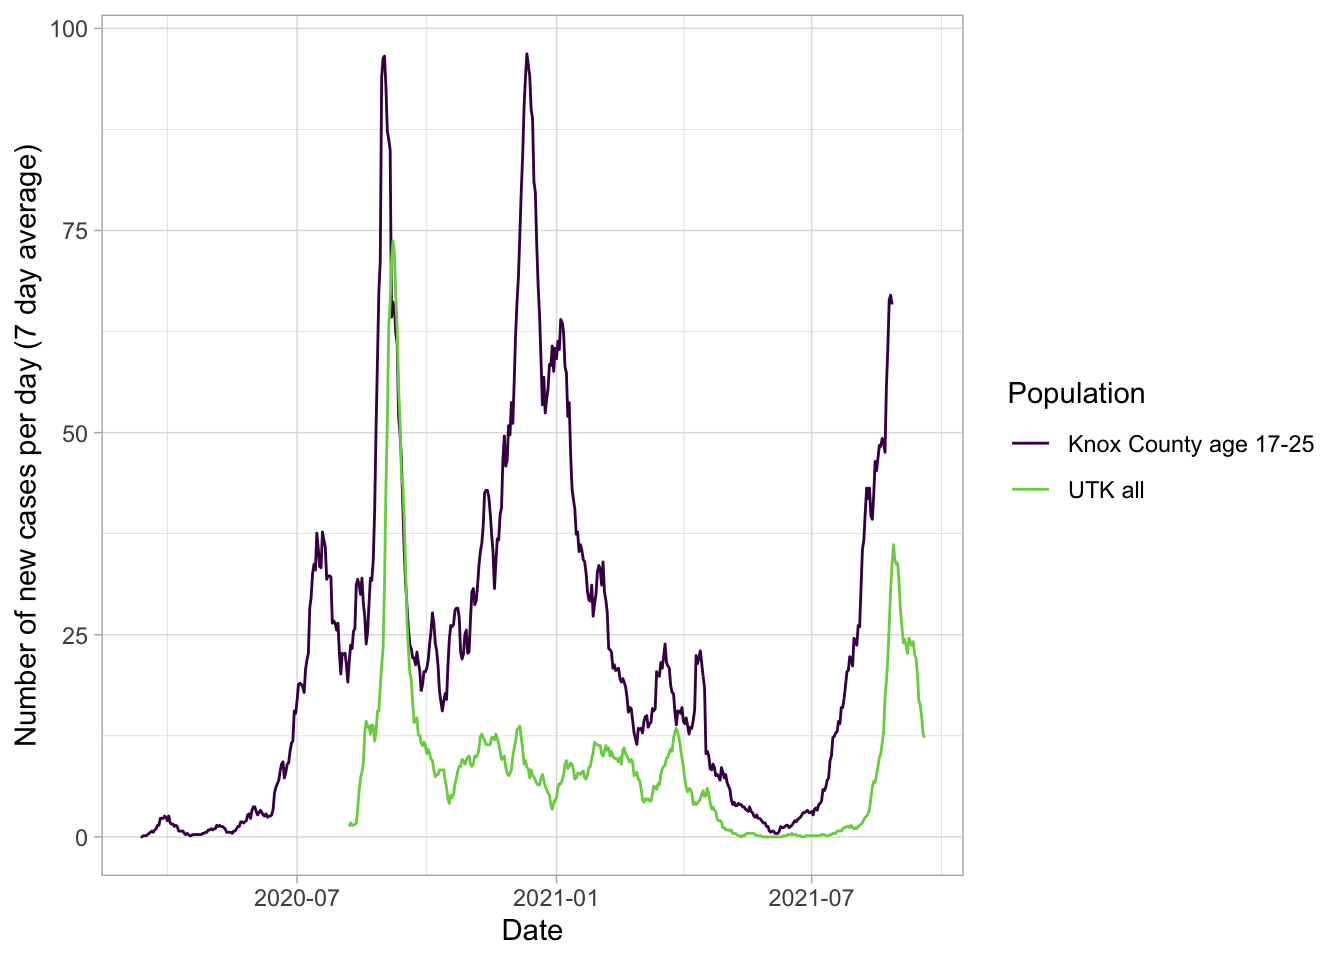 Number of new cases per day (7 day average)
100
75
50
25
0
2020-07
2021-01
2021-07
Date
Population
Knox County age 17-25
UTK all